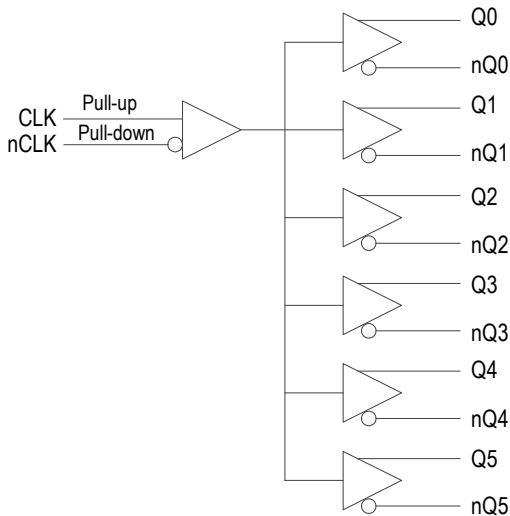 Q0
nQ0
Pull-up
CLK
Q1
Pull-down
nCLK
nQ1
Q2
nQ2
Q3
nQ3
Q4
nQ4
Q5
nQ5